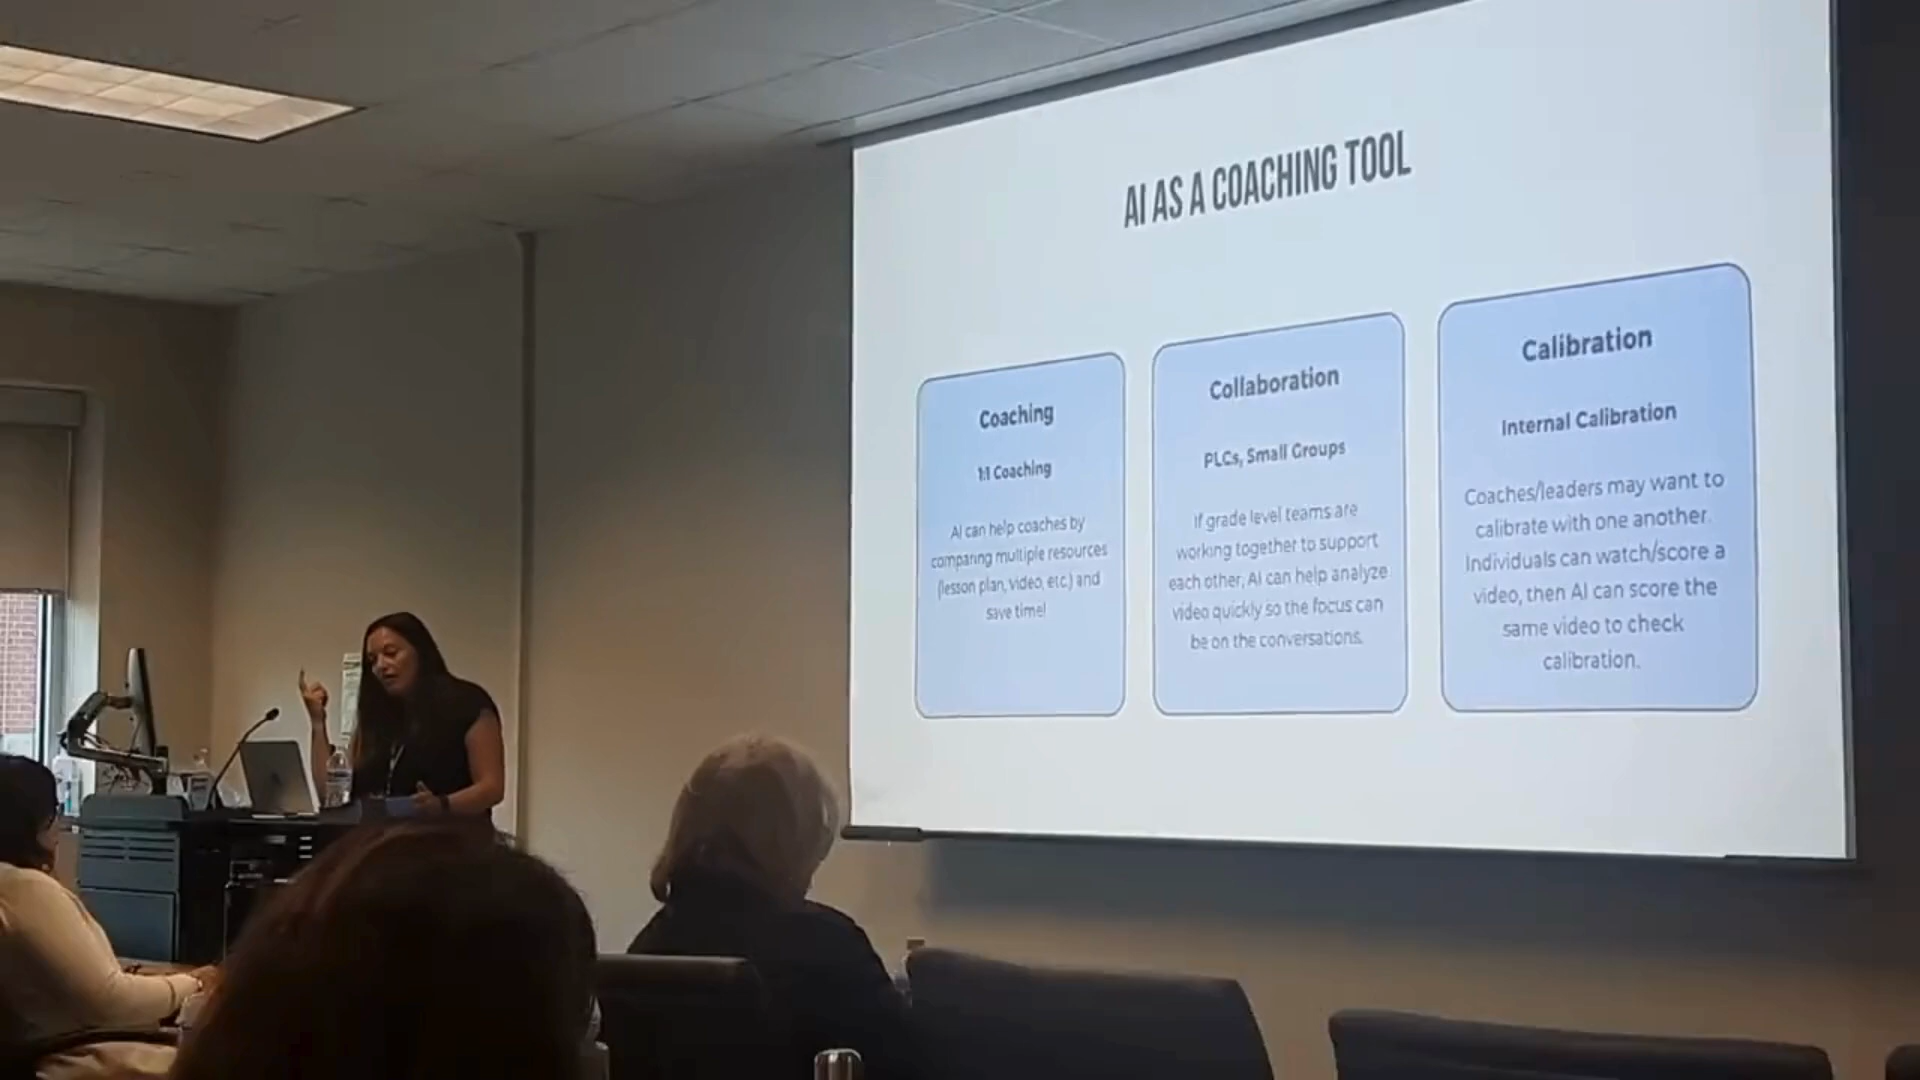 AI AS A COACHING TOOL
Coaching
1:1 Coaching
AI can help coaches by
comparing multiple resources
(lesson plan, video, etc.) and
save time!
Collaboration
PLCs, Small Groups
If grade level teams are
working together to support
each other, AI can help analyze
video quickly so the focus can
be on the conversations.
Calibration
Internal Calibration
Coaches/leaders may want to
calibrate with one another.
Individuals can watch/score a
video, then AI can score the
same video to check
calibration.